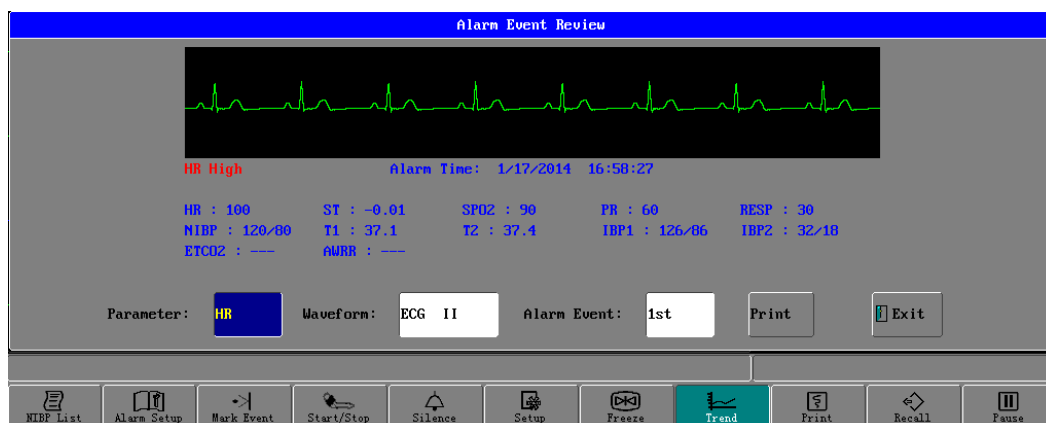 Alarm Event Review
HR High Alarm Time: 1/17/2014 16:58:27
HR : 100 ST : -0.01 SPO2 : 90 PR : 60 RESP : 30
NIBP : 120/80 T1 : 37.1 T2 : 37.4 IBP1 : 126/86 IBP2 : 32/18
ETCO2 : --- AWRR : ---
Parameter: HR Waveform: ECG II Alarm Event: 1st Print Exit
NIBP List Alarm Setup Mark Event Start/Stop Silence Setup Freeze Trend Print Recall Pause